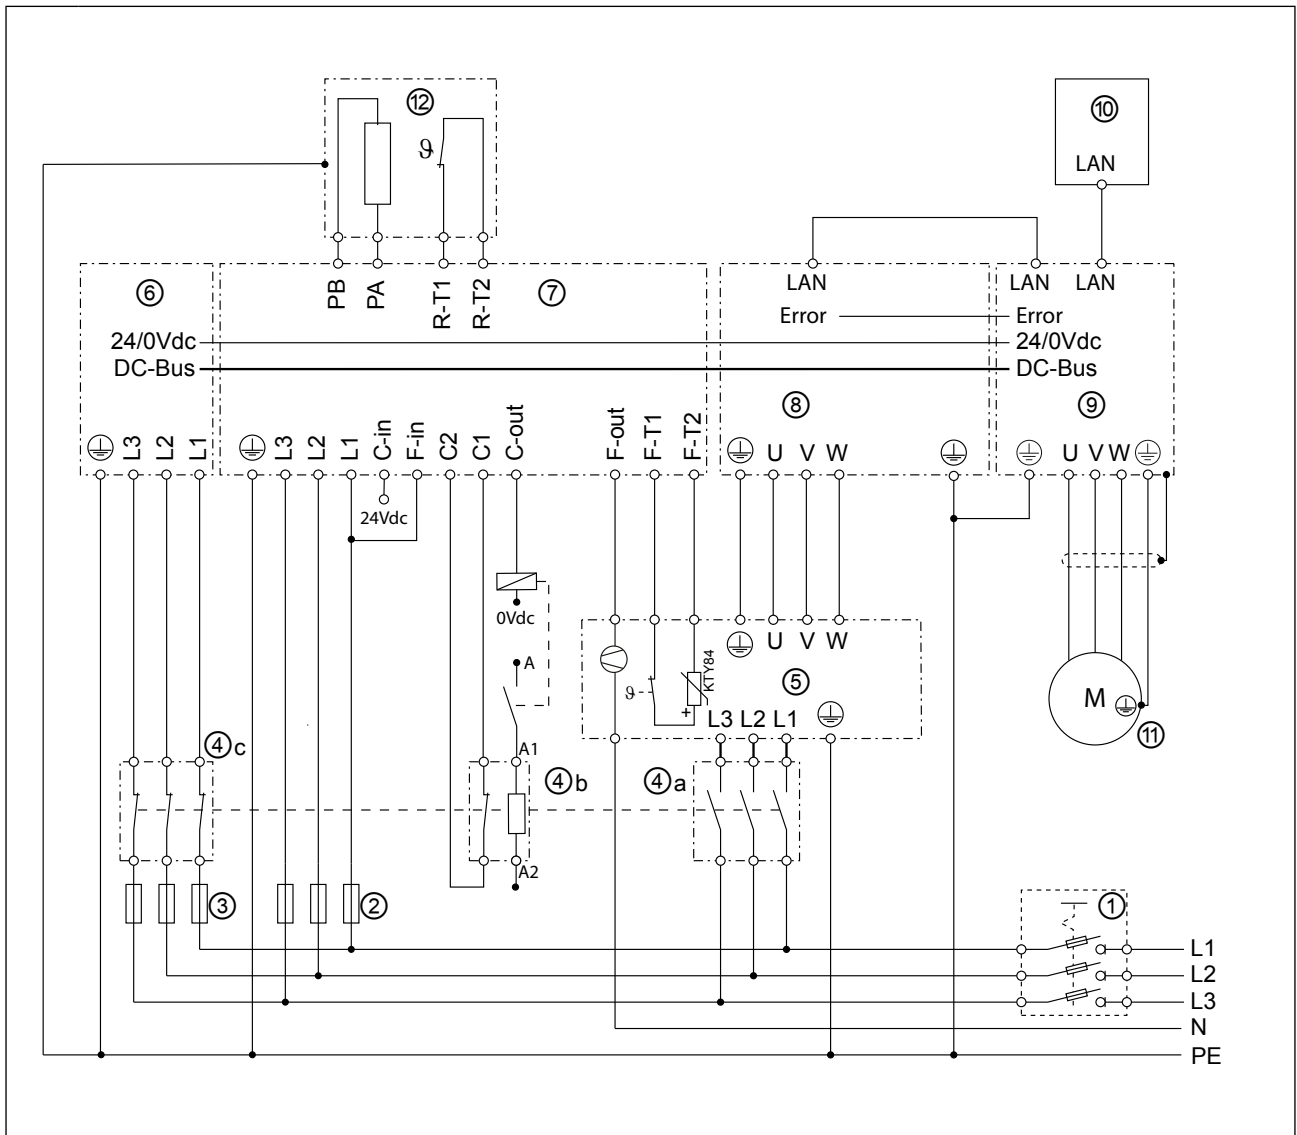 ⑫
⑩
ϑ
LAN
⑥
⑦
PB
PA
R-T1
R-T2
LAN
LAN
LAN
Error
Error
24/0Vdc
24/0Vdc
DC-Bus
DC-Bus
⑧
⑨
L3
L2
L1
L3
L2
L1
C-in
F-in
C2
C1
C-out
F-out
F-T1
F-T2
U
V
W
U
V
W
24Vdc
0Vdc
A
U
V
W
ϑ
KTY84
+
⑤
M
⑪
L3
L2
L1
④c
A1
④b
④a
A2
③
②
①
L1
L2
L3
N
PE